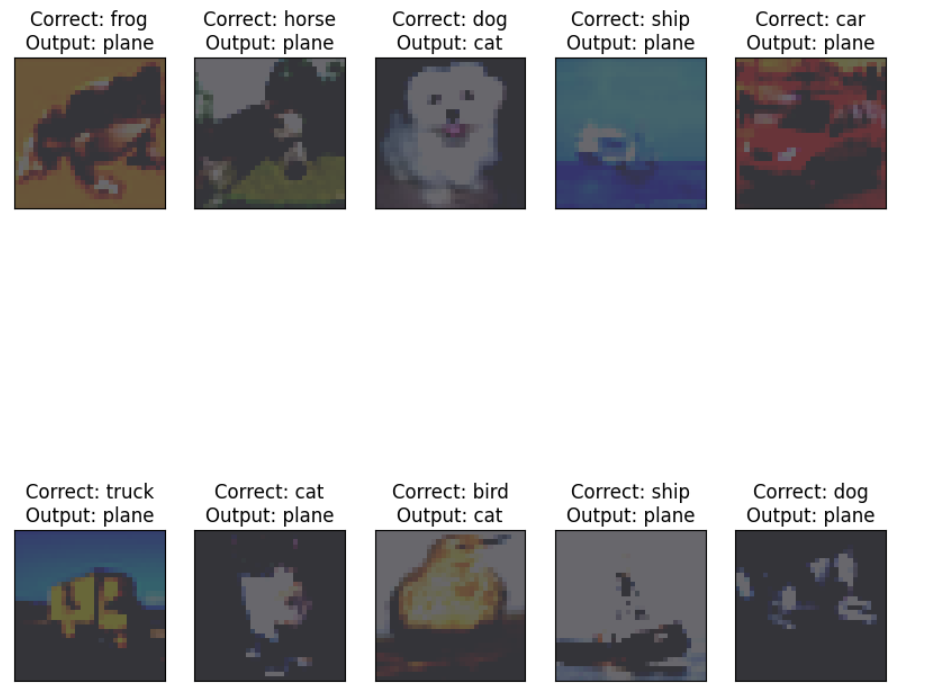 Correct: frog
Output: plane
Correct: horse
Output: plane
Correct: dog
Output: cat
Correct: ship
Output: plane
Correct: car
Output: plane
Correct: truck
Output: plane
Correct: cat
Output: plane
Correct: bird
Output: cat
Correct: ship
Output: plane
Correct: dog
Output: plane